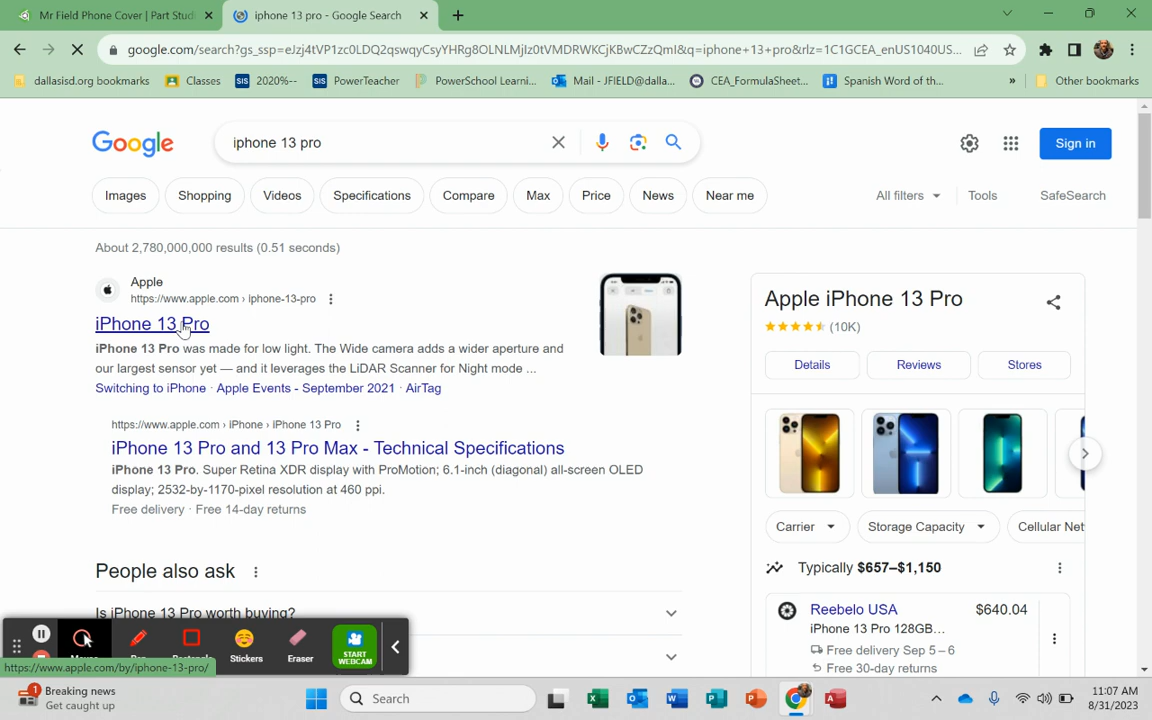 Mr Field Phone Cover | Part Stud
iphone 13 pro - Google Search
google.com/search?gs_ssp=eJzj4tVP1zc0LDQ2qswqyCsyYHRg8OLNLMjIz0tVMDRWKCjKBwCZzQmI&q=iphone+13+pro&rlz=1C1GCEA_enUS1040US...
dallasisd.org bookmarks
Classes
2020%--
PowerTeacher
PowerSchool Learni...
Mail - JFIELD@dalla...
CEA_FormulaSheet...
Spanish Word of th...
»
Other bookmarks
Google
iphone 13 pro
Sign in
Images
Shopping
Videos
Specifications
Compare
Max
Price
News
Near me
All filters
Tools
SafeSearch
About 2,780,000,000 results (0.51 seconds)
Apple
https://www.apple.com › iphone-13-pro
iPhone 13 Pro
iPhone 13 Pro was made for low light. The Wide camera adds a wider aperture and
our largest sensor yet — and it leverages the LiDAR Scanner for Night mode ...
Switching to iPhone · Apple Events - September 2021 · AirTag
https://www.apple.com › iPhone › iPhone 13 Pro
iPhone 13 Pro and 13 Pro Max - Technical Specifications
iPhone 13 Pro. Super Retina XDR display with ProMotion; 6.1-inch (diagonal) all-screen OLED
display; 2532-by-1170-pixel resolution at 460 ppi.
Free delivery · Free 14-day returns
People also ask
Is iPhone 13 Pro worth buying?
Apple iPhone 13 Pro
(10K)
Details
Reviews
Stores
Carrier
Storage Capacity
Cellular Net
Typically $657–$1,150
Reebelo USA
$640.04
iPhone 13 Pro 128GB...
Free delivery Sep 5 – 6
Free 30-day returns
Stickers
Eraser
START
WEBCAM
https://www.apple.com/by/iphone-13-pro/
1
Breaking news
Get caught up
Search
11:07 AM
8/31/2023